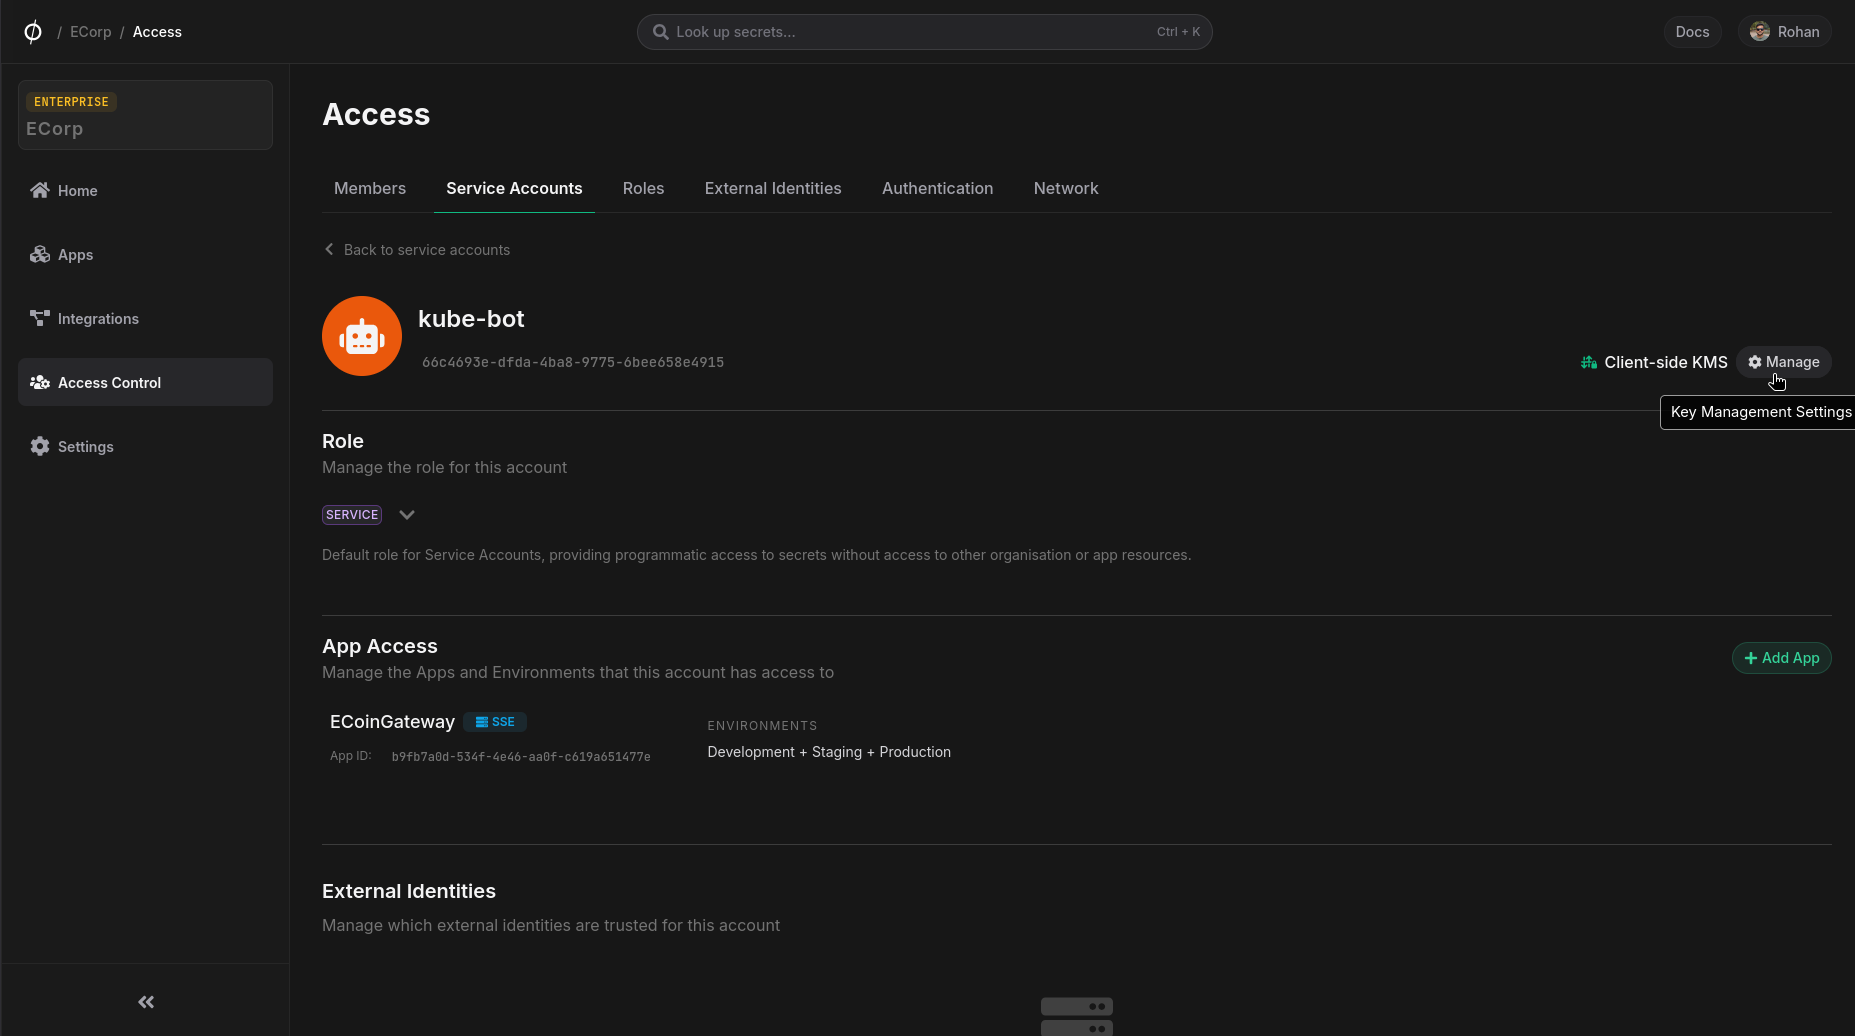 / ECorp / Access
Look up secrets...
Ctrl + K
Docs
Rohan
ENTERPRISE
ECorp
Home
Apps
Integrations
Access Control
Settings
Access
Members
Service Accounts
Roles
External Identities
Authentication
Network
Back to service accounts
kube-bot
66c4693e-dfda-4ba8-9775-6bee658e4915
Client-side KMS
Manage
Key Management Settings
Role
Manage the role for this account
SERVICE
Default role for Service Accounts, providing programmatic access to secrets without access to other organisation or app resources.
App Access
Manage the Apps and Environments that this account has access to
Add App
ECoinGateway
SSE
App ID: b9fb7a0d-534f-4e46-aa0f-c619a651477e
ENVIRONMENTS
Development + Staging + Production
External Identities
Manage which external identities are trusted for this account